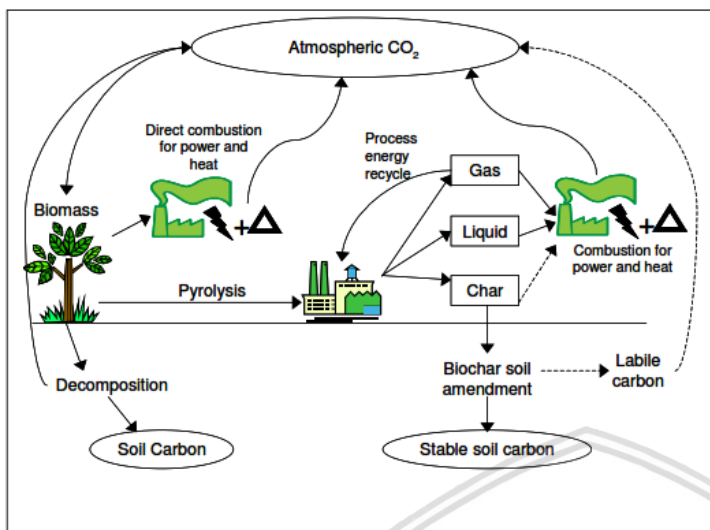 Atmospheric CO₂
Direct combustion
for power and
heat
Process
energy
recycle
Gas
Biomass
+
+
Liquid
Combustion for
power and heat
Pyrolysis
Char
Decomposition
Biochar soil
amendment
Labile
carbon
Soil Carbon
Stable soil carbon